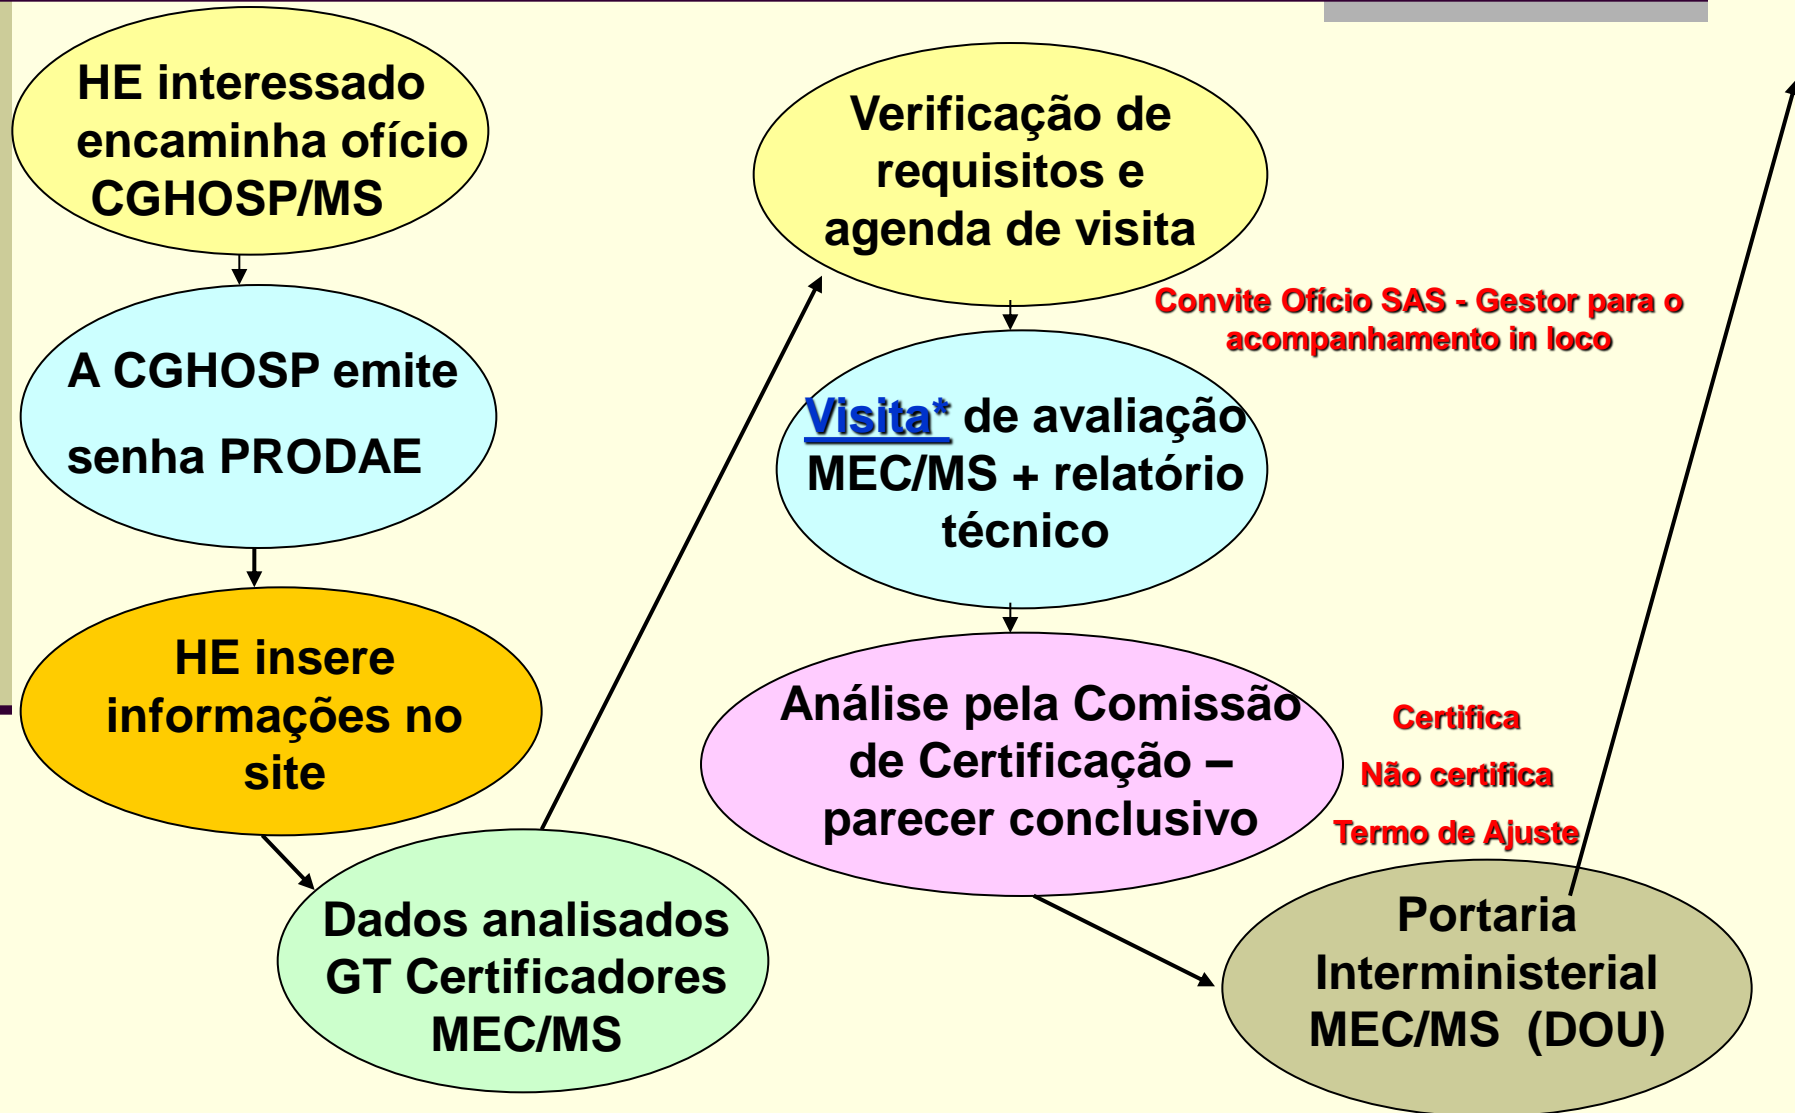 HE interessado
encaminha ofício
CGHOSP/MS
A CGHOSP emite
senha PRODAE
HE insere
informações no
site
Dados analisados
GT Certificadores
MEC/MS
Verificação de
requisitos e
agenda de visita
Convite Ofício SAS - Gestor para o
acompanhamento in loco
Visita* de avaliação
MEC/MS + relatório
técnico
Análise pela Comissão
de Certificação –
parecer conclusivo
Certifica
Não certifica
Termo de Ajuste
Portaria
Interministerial
MEC/MS (DOU)